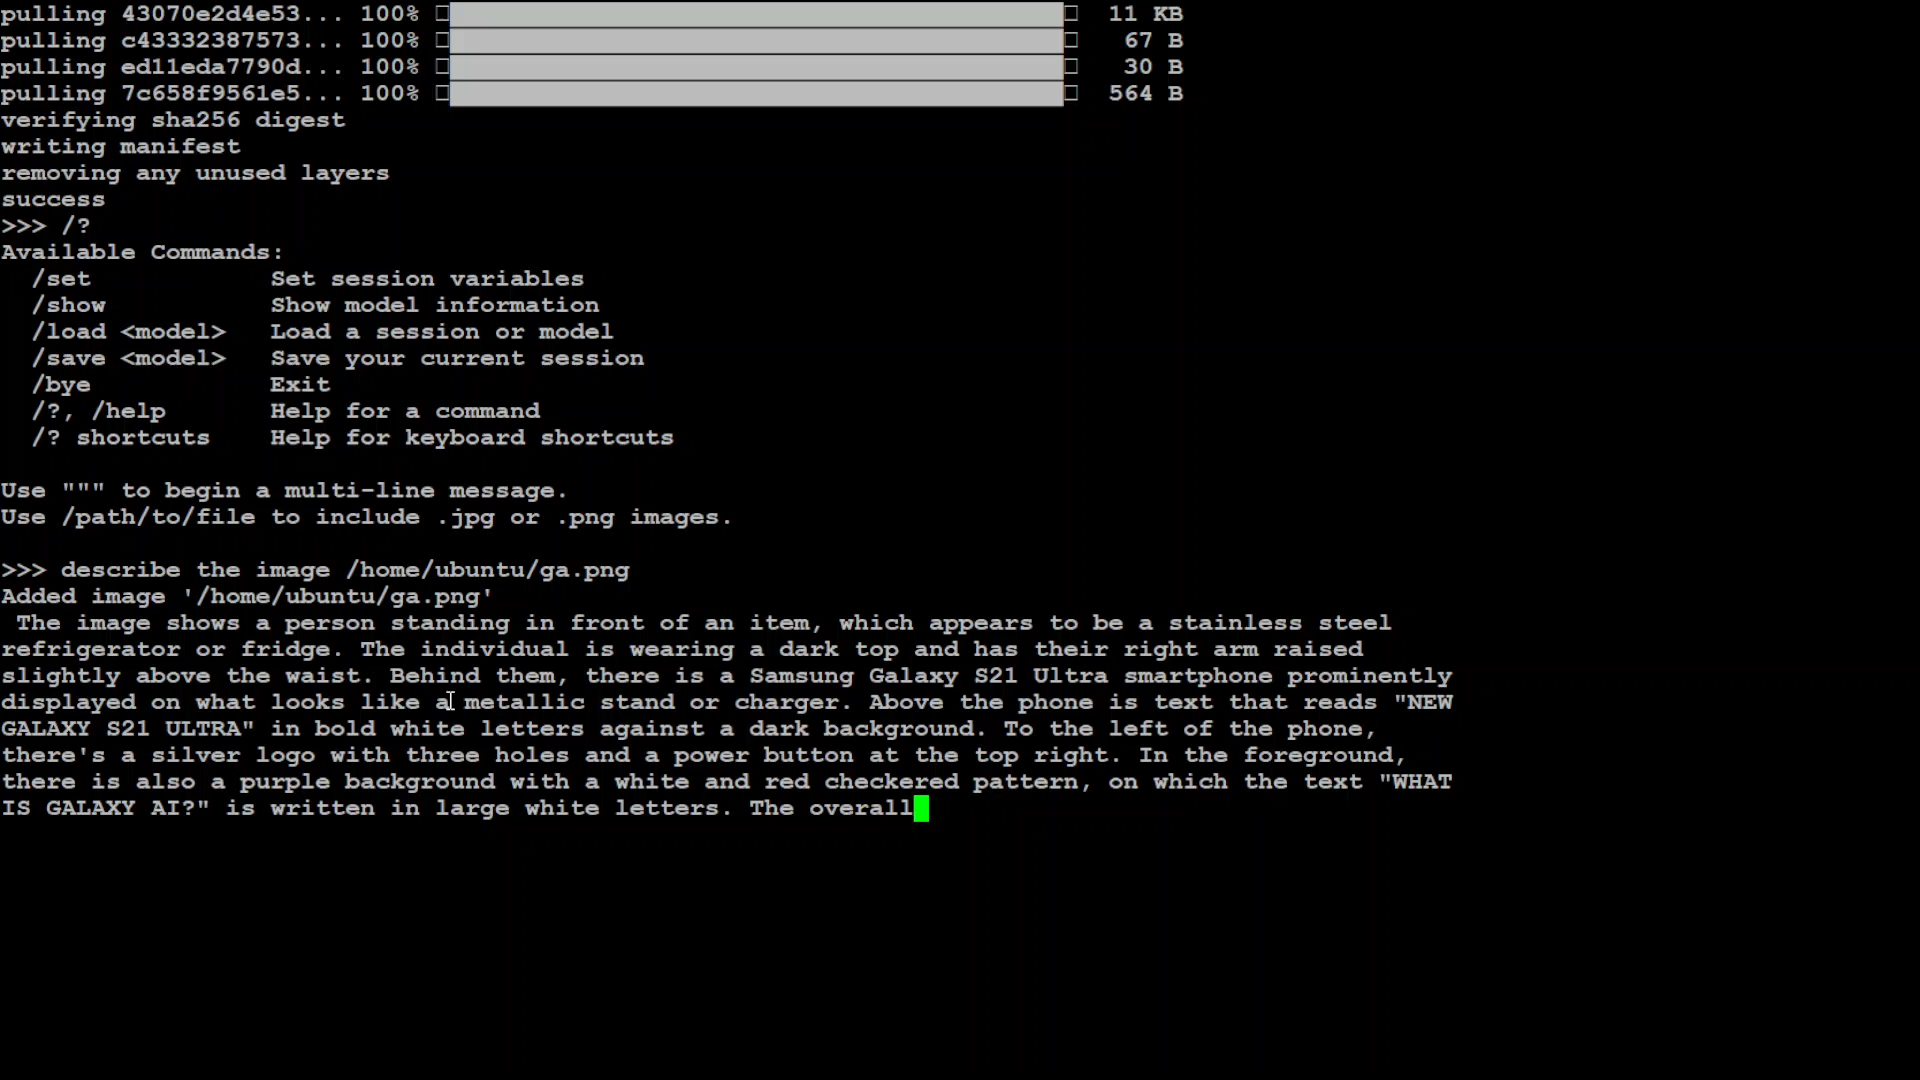 pulling 43070e2d4e53... 100% 11 KB
pulling c43332387573... 100% 67 B
pulling ed11eda7790d... 100% 30 B
pulling 7c658f9561e5... 100% 564 B
verifying sha256 digest
writing manifest
removing any unused layers
success
>>> /?
Available Commands:
  /set            Set session variables
  /show           Show model information
  /load <model>   Load a session or model
  /save <model>   Save your current session
  /bye            Exit
  /?, /help       Help for a command
  /? shortcuts    Help for keyboard shortcuts
Use """ to begin a multi-line message.
Use /path/to/file to include .jpg or .png images.
>>> describe the image /home/ubuntu/ga.png
Added image '/home/ubuntu/ga.png'
 The image shows a person standing in front of an item, which appears to be a stainless steel
refrigerator or fridge. The individual is wearing a dark top and has their right arm raised
slightly above the waist. Behind them, there is a Samsung Galaxy S21 Ultra smartphone prominently
displayed on what looks like a metallic stand or charger. Above the phone is text that reads "NEW
GALAXY S21 ULTRA" in bold white letters against a dark background. To the left of the phone,
there's a silver logo with three holes and a power button at the top right. In the foreground,
there is also a purple background with a white and red checkered pattern, on which the text "WHAT
IS GALAXY AI?" is written in large white letters. The overall